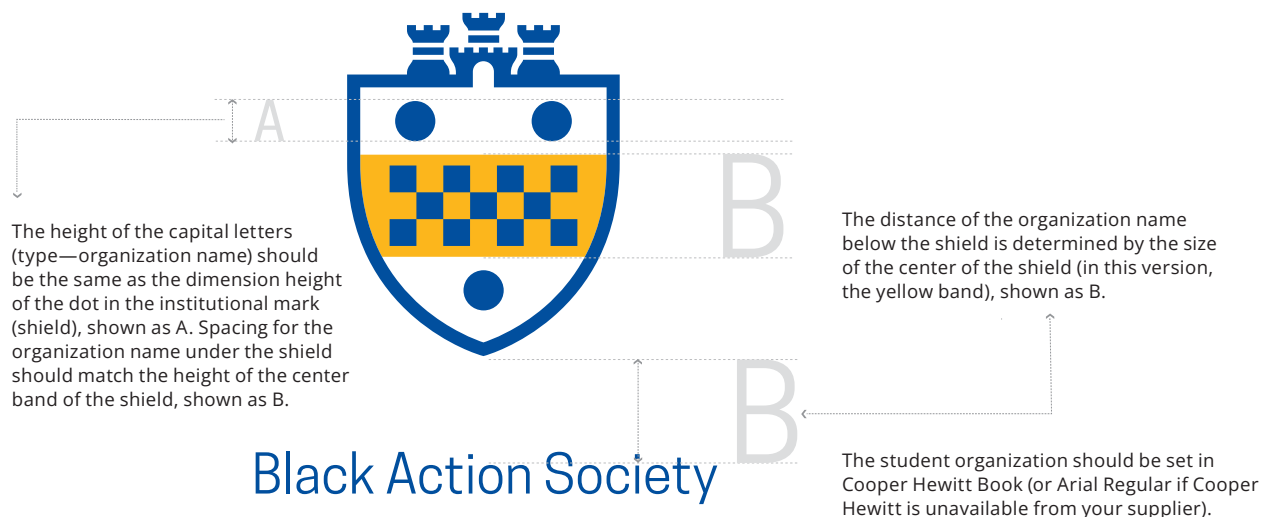 A
B
The height of the capital letters
(type—organization name) should
be the same as the dimension height
of the dot in the institutional mark
(shield), shown as A. Spacing for the
organization name under the shield
should match the height of the center
band of the shield, shown as B.
The distance of the organization name
below the shield is determined by the size
of the center of the shield (in this version,
the yellow band), shown as B.
B
Black Action Society
The student organization should be set in
Cooper Hewitt Book (or Arial Regular if Cooper
Hewitt is unavailable from your supplier).